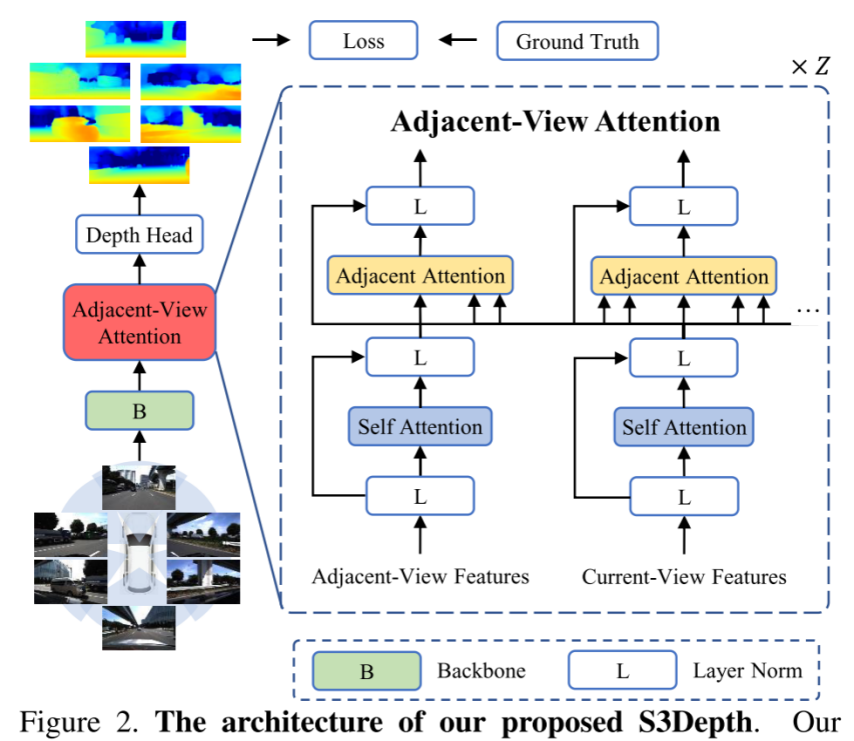 Loss
Ground Truth
× Z
Adjacent-View Attention
L
L
Depth Head
Adjacent Attention
Adjacent Attention
Adjacent-View
Attention
...
L
L
B
Self Attention
Self Attention
L
L
Adjacent-View Features
Current-View Features
B
Backbone
L
Layer Norm
Figure 2. The architecture of our proposed S3Depth. Our